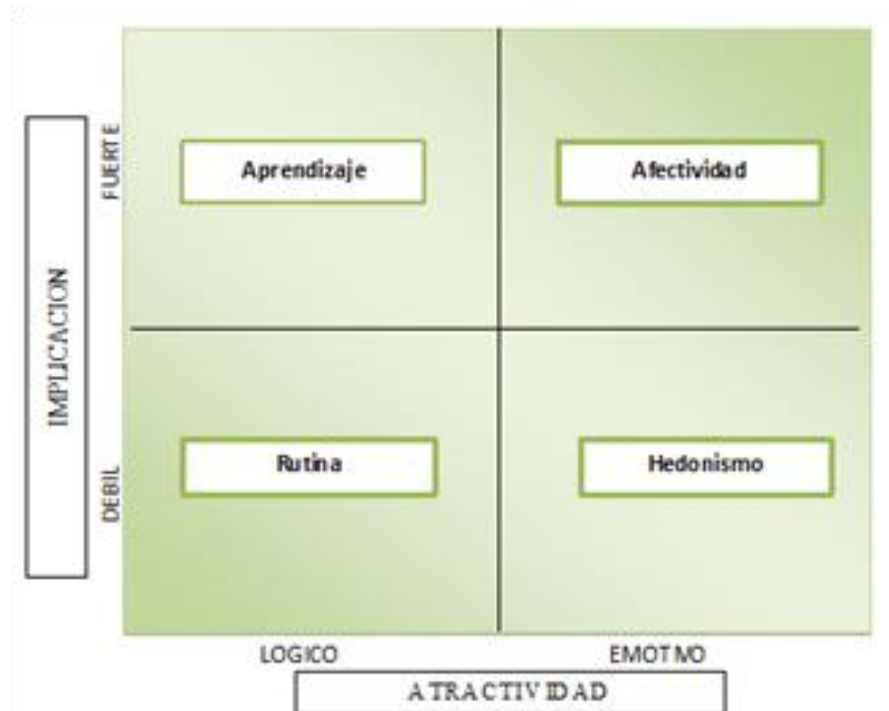 FUERTE
Aprendizaje
Afectividad
IMPLICACION
DEBIL
Rutina
Hedonismo
LOGICO
EMOTIVO
ATRACTIVIDAD